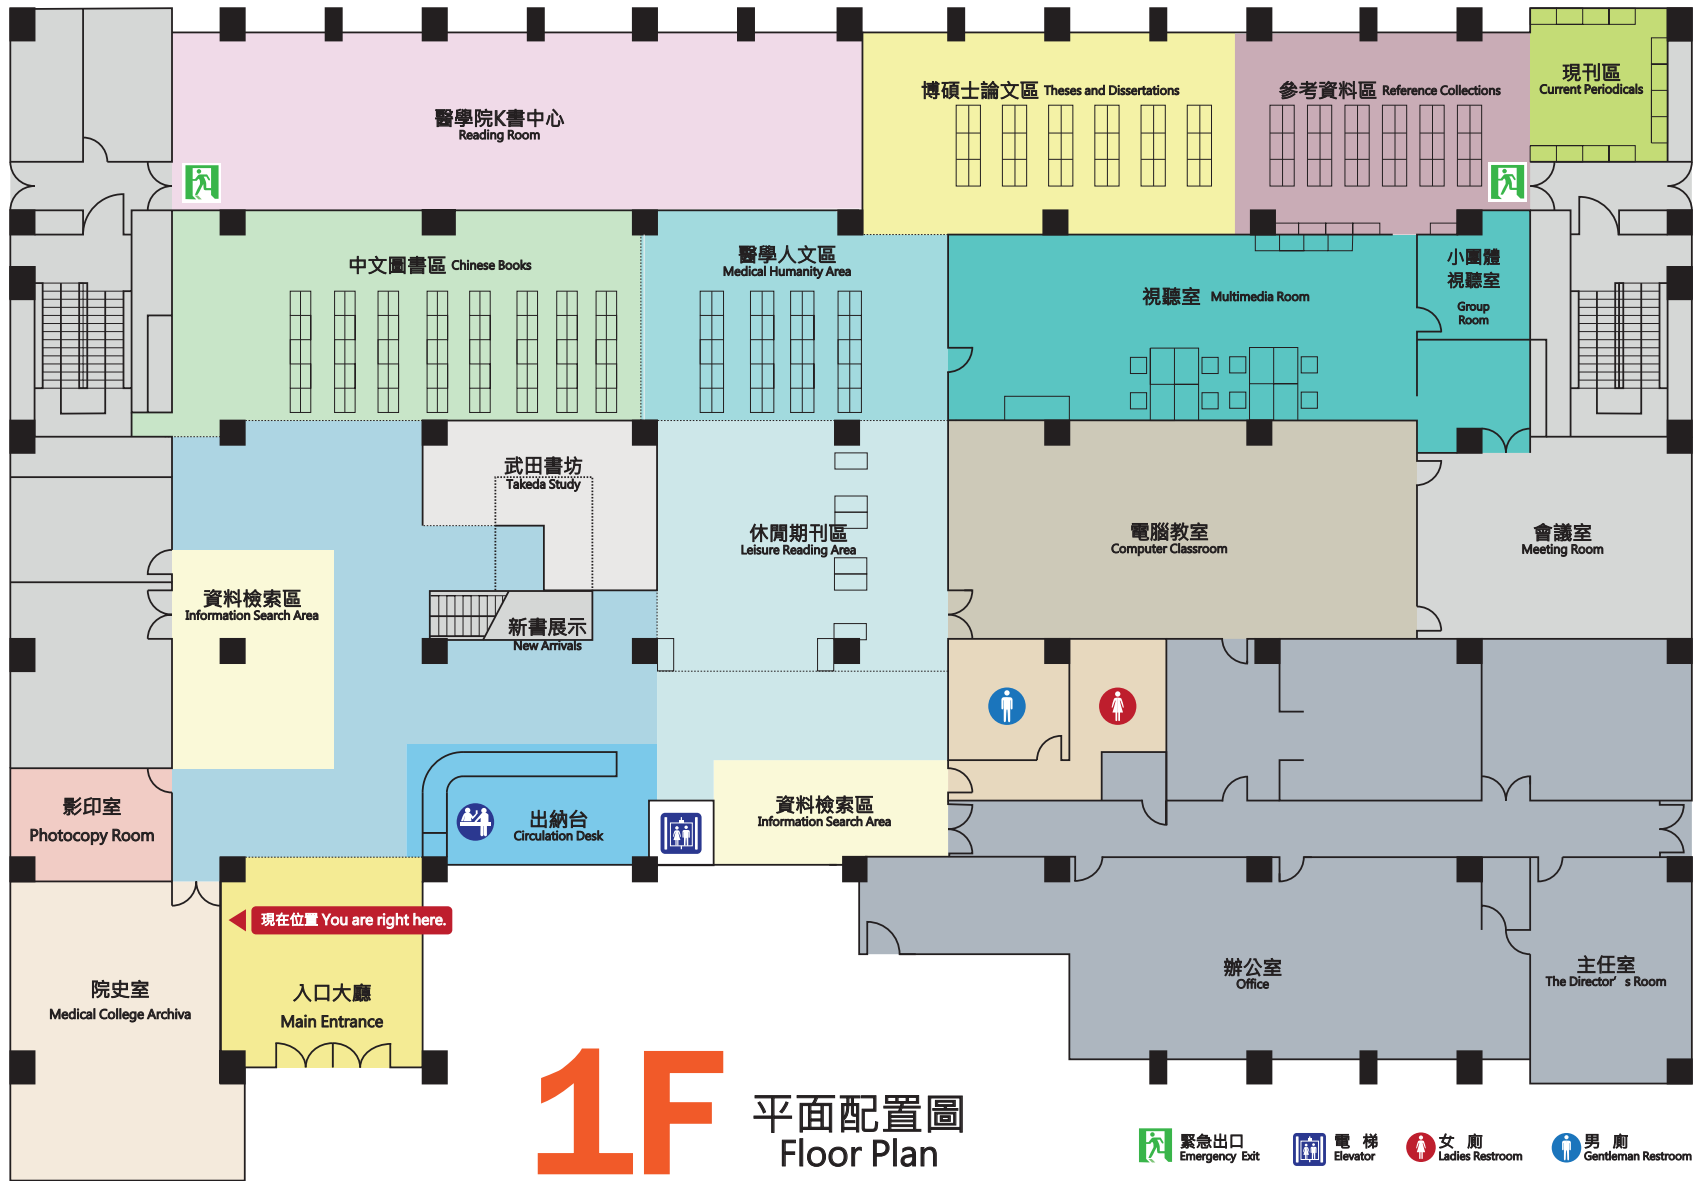 醫學院K書中心
Reading Room
博碩士論文區 Theses and Dissertations
參考資料區 Reference Collections
現刊區
Current Periodicals
中文圖書區 Chinese Books
醫學人文區
Medical Humanity Area
視聽室 Multimedia Room
小團體
視聽室
Group
Room
武田書坊
Takeda Study
休閒期刊區
Leisure Reading Area
電腦教室
Computer Classroom
會議室
Meeting Room
資料檢索區
Information Search Area
新書展示
New Arrivals
影印室
Photocopy Room
出納台
Circulation Desk
資料檢索區
Information Search Area
現在位置 You are right here.
院史室
Medical College Archiva
入口大廳
Main Entrance
辦公室
Office
主任室
The Director's Room
1F
平面配置圖
Floor Plan
緊急出口
Emergency Exit
電 梯
Elevator
女 廁
Ladies Restroom
男 廁
Gentleman Restroom